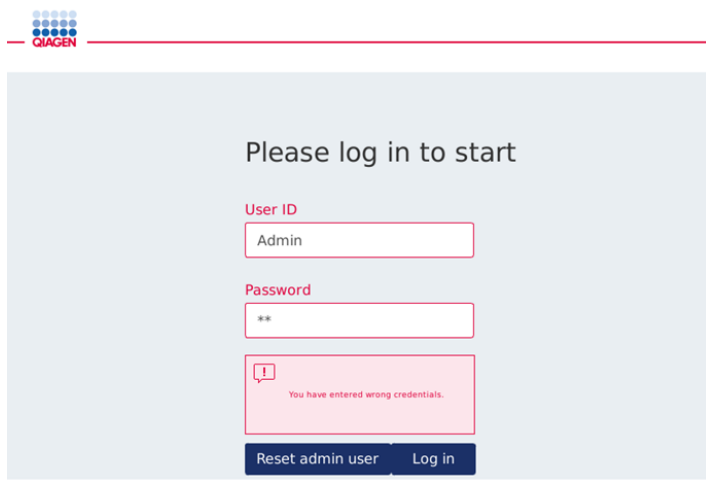 QIAGEN
Please log in to start
User ID
Admin
Password
**
!
You have entered wrong credentials.
Reset admin user
Log in